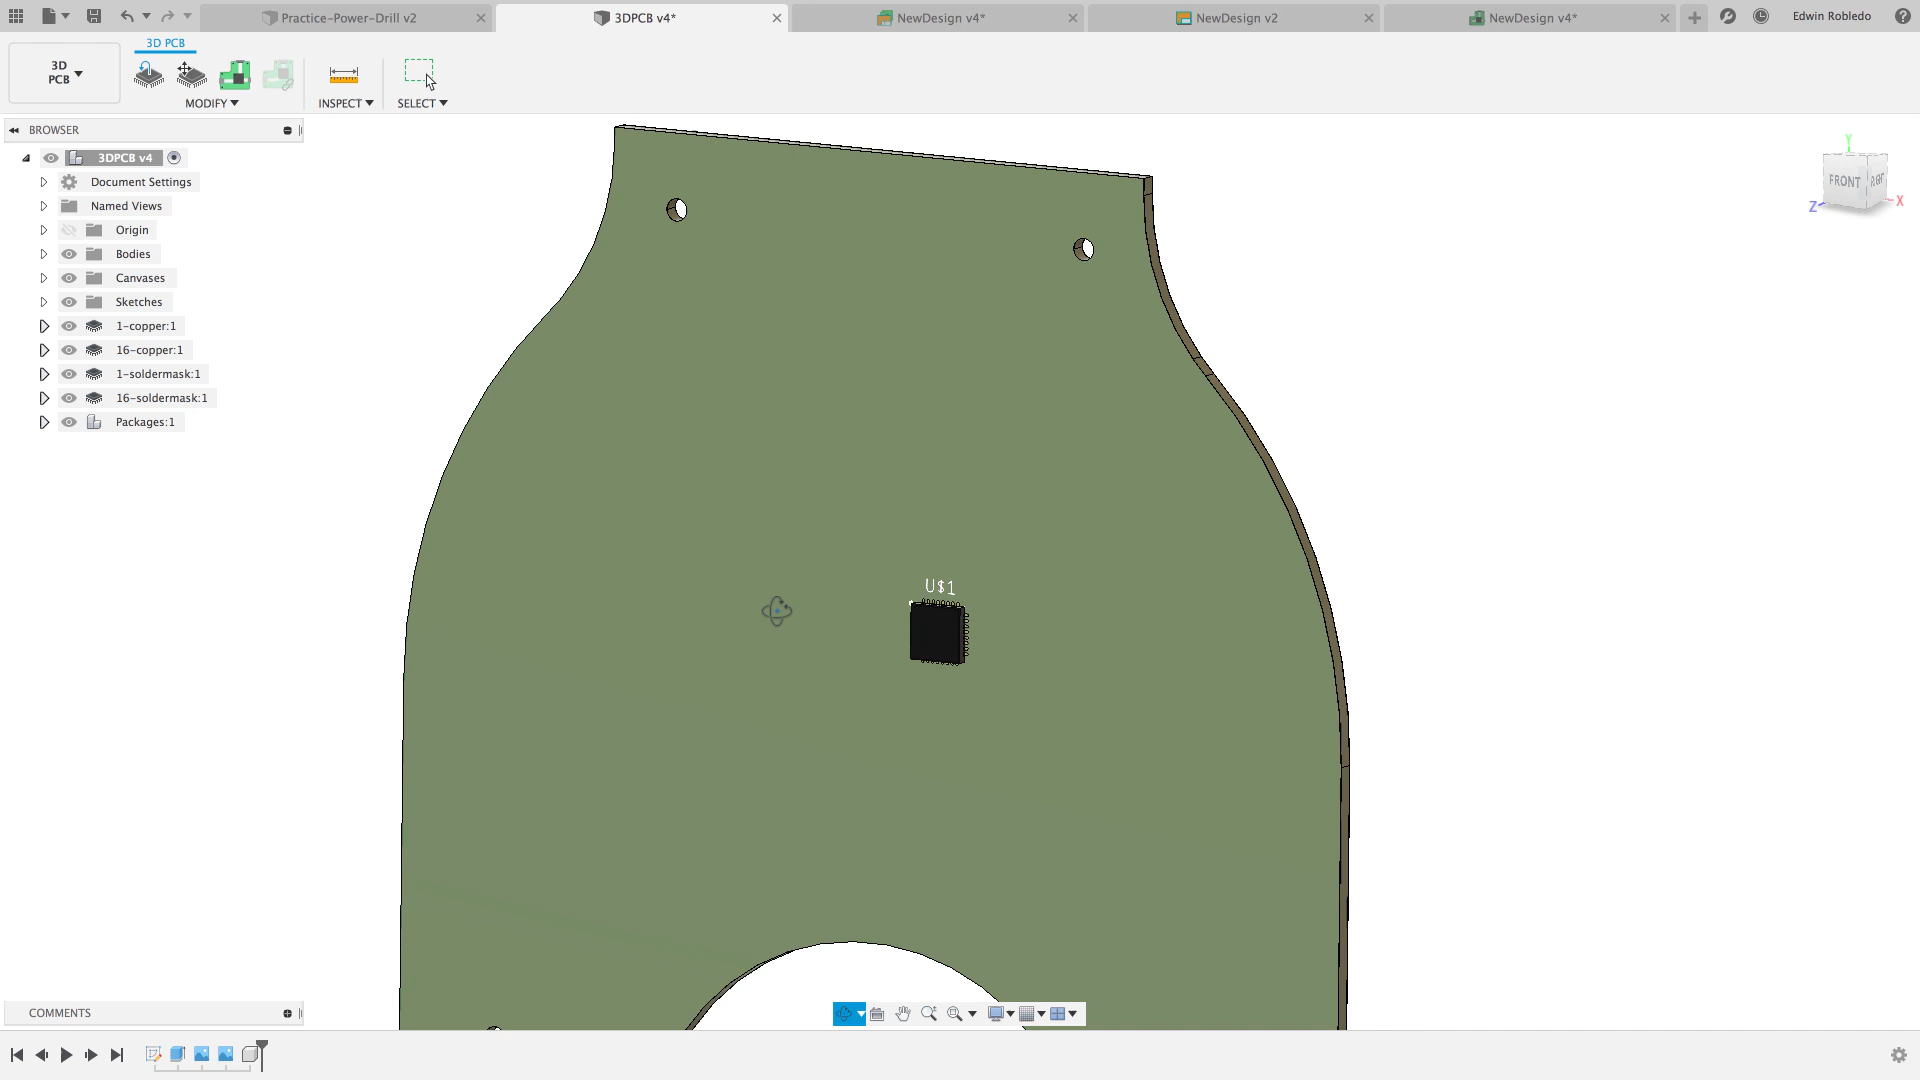 Practice-Power-Drill v2
3DPCB v4*
NewDesign v4*
NewDesign v2
NewDesign v4*
Edwin Robledo
3D PCB
3D
PCB
MODIFY
INSPECT
SELECT
BROWSER
3DPCB v4
Document Settings
Named Views
Origin
Bodies
Canvases
Sketches
1-copper:1
16-copper:1
1-soldermask:1
16-soldermask:1
Packages:1
Y
FRONT
RIGHT
Z
X
U$1
COMMENTS